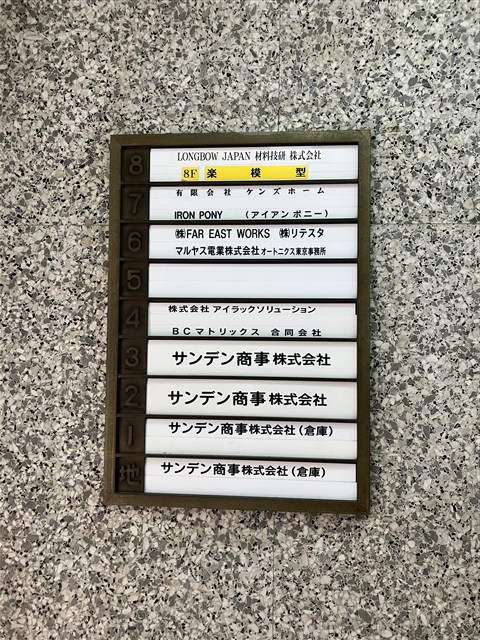 8
LONGBOW JAPAN 材料技研 株式会社
8F 楽 模 型
7
有 限 会 社 ケ ン ズ ホ ー ム
IRON PONY （アイアン ポニー）
6
㈱FAR EAST WORKS ㈱リテスタ
マルヤス電業株式会社 オートニクス東京事務所
5
4
株式会社 アイラックソリューション
BCマトリックス 合同会社
3
サンデン商事株式会社
2
サンデン商事株式会社
1
サンデン商事株式会社（倉庫）
地
サンデン商事株式会社（倉庫）